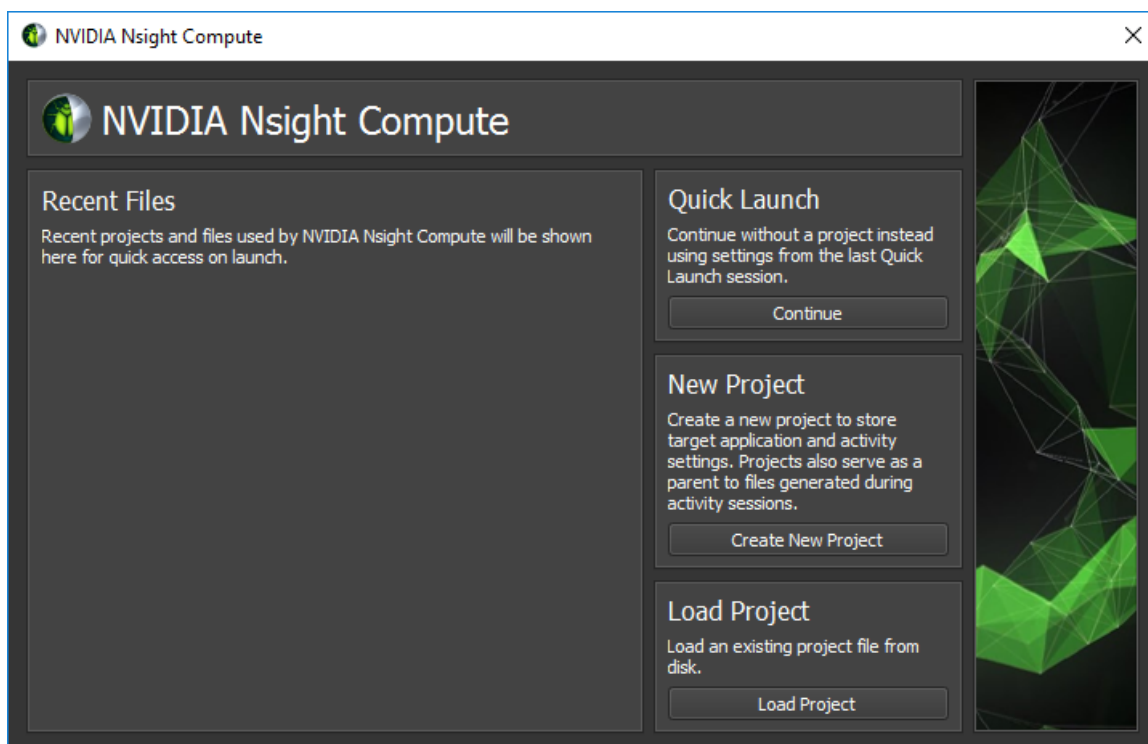 NVIDIA Nsight Compute
NVIDIA Nsight Compute
Recent Files
Recent projects and files used by NVIDIA Nsight Compute will be shown
here for quick access on launch.
Quick Launch
Continue without a project instead
using settings from the last Quick
Launch session.
Continue
New Project
Create a new project to store
target application and activity
settings. Projects also serve as a
parent to files generated during
activity sessions.
Create New Project
Load Project
Load an existing project file from
disk.
Load Project